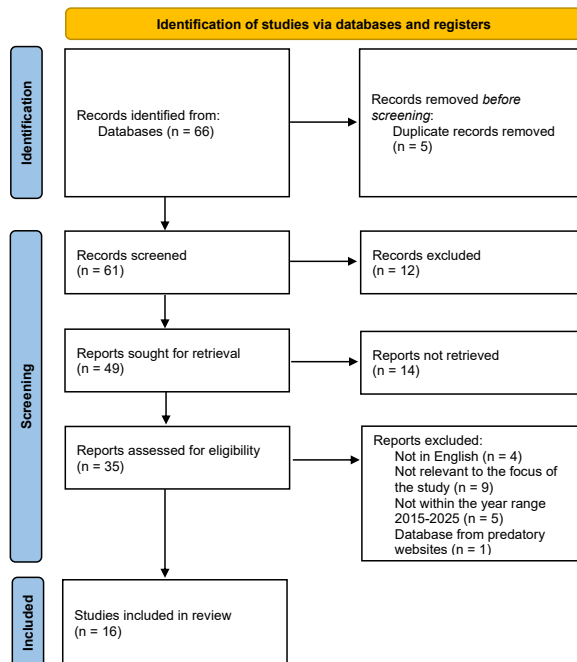 Identification of studies via databases and registers
Identification
Records identified from:
Databases (n = 66)
Records removed before
screening:
Duplicate records removed
(n = 5)
Screening
Records screened
(n = 61)
Records excluded
(n = 12)
Reports sought for retrieval
(n = 49)
Reports not retrieved
(n = 14)
Reports assessed for eligibility
(n = 35)
Reports excluded:
Not in English (n = 4)
Not relevant to the focus of
the study (n = 9)
Not within the year range
2015-2025 (n = 5)
Database from predatory
websites (n = 1)
Included
Studies included in review
(n = 16)